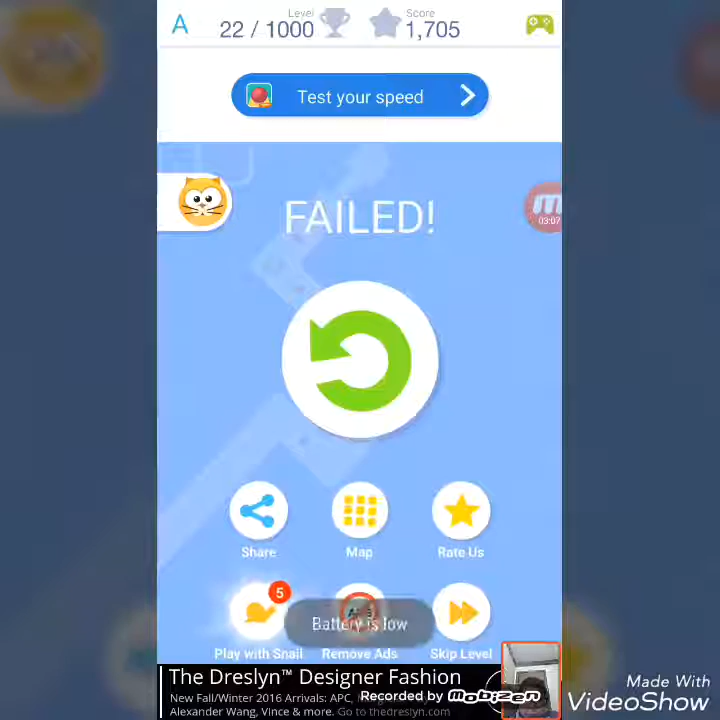 A
Level
22 / 1000
Score
1,705
Test your speed
FAILED!
03:07
Share
Map
Rate Us
5
Battery is low
Play with Snail
Remove Ads
Skip Level
The Dreslyn™ Designer Fashion
New Fall/Winter 2016 Arrivals: APC,
Alexander Wang, Vince & more. Go to thedreslyn.com
Recorded by mobizen
Made With
VideoShow